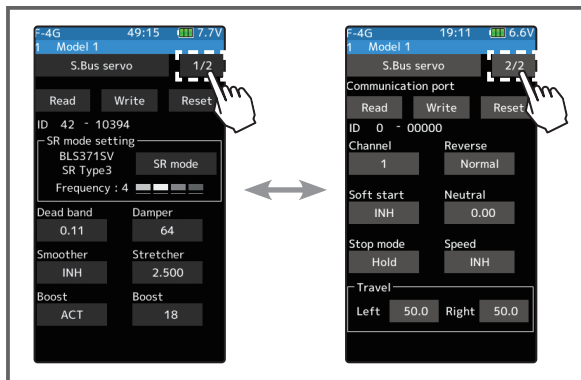 F-4G 49:15 7.7V
1 Model 1
S.Bus servo 1/2
Read Write Reset
ID 42 - 10394
SR mode setting
BLS371SV
SR Type3
SR mode
Frequency : 4
Dead band Damper
0.11 64
Smoother Stretcher
INH 2.500
Boost Boost
ACT 18
F-4G 19:11 6.6V
1 Model 1
S.Bus servo 2/2
Communication port
Read Write Reset
ID 0 - 00000
Channel Reverse
1 Normal
Soft start Neutral
INH 0.00
Stop mode Speed
Hold INH
Travel
Left 50.0 Right 50.0